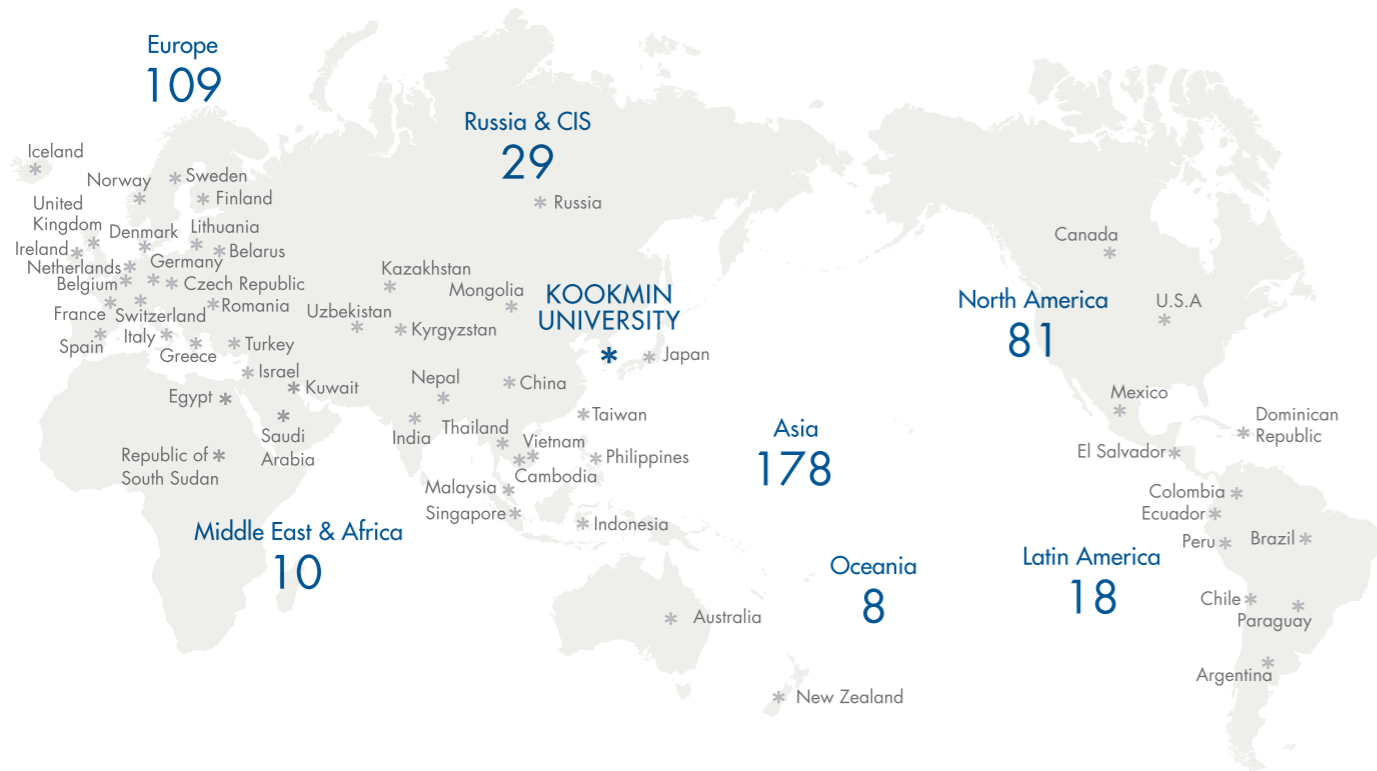 Europe
109
Russia & CIS
29
Iceland
Norway
Sweden
Finland
United
Kingdom
Denmark
Lithuania
Ireland
Belarus
Netherlands
Germany
Belgium
Czech Republic
France
Switzerland
Romania
Spain
Italy
Greece
Turkey
Israel
Kuwait
Egypt
Saudi
Arabia
Republic of
South Sudan
Middle East & Africa
10
Russia
Kazakhstan
Mongolia
Uzbekistan
Kyrgyzstan
KOOKMIN
UNIVERSITY
Japan
Nepal
China
India
Thailand
Taiwan
Vietnam
Cambodia
Philippines
Malaysia
Singapore
Indonesia
Asia
178
Oceania
8
Australia
New Zealand
North America
81
Canada
U.S.A
Mexico
Dominican
Republic
El Salvador
Colombia
Ecuador
Peru
Brazil
Latin America
18
Chile
Paraguay
Argentina